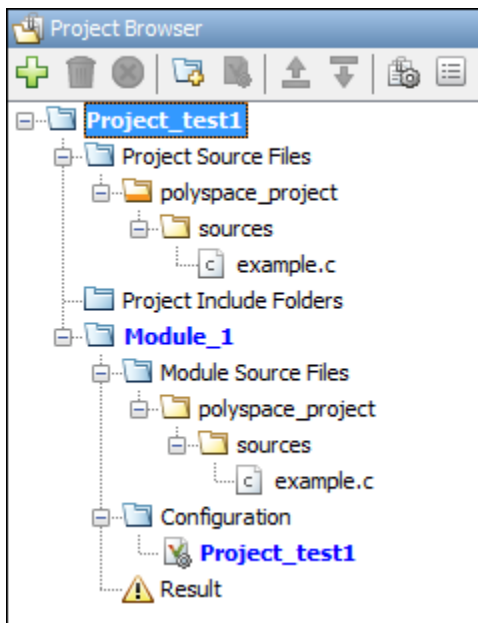 Project Browser
Project_test1
Project Source Files
polyspace_project
sources
example.c
Project Include Folders
Module_1
Module Source Files
polyspace_project
sources
example.c
Configuration
Project_test1
Result